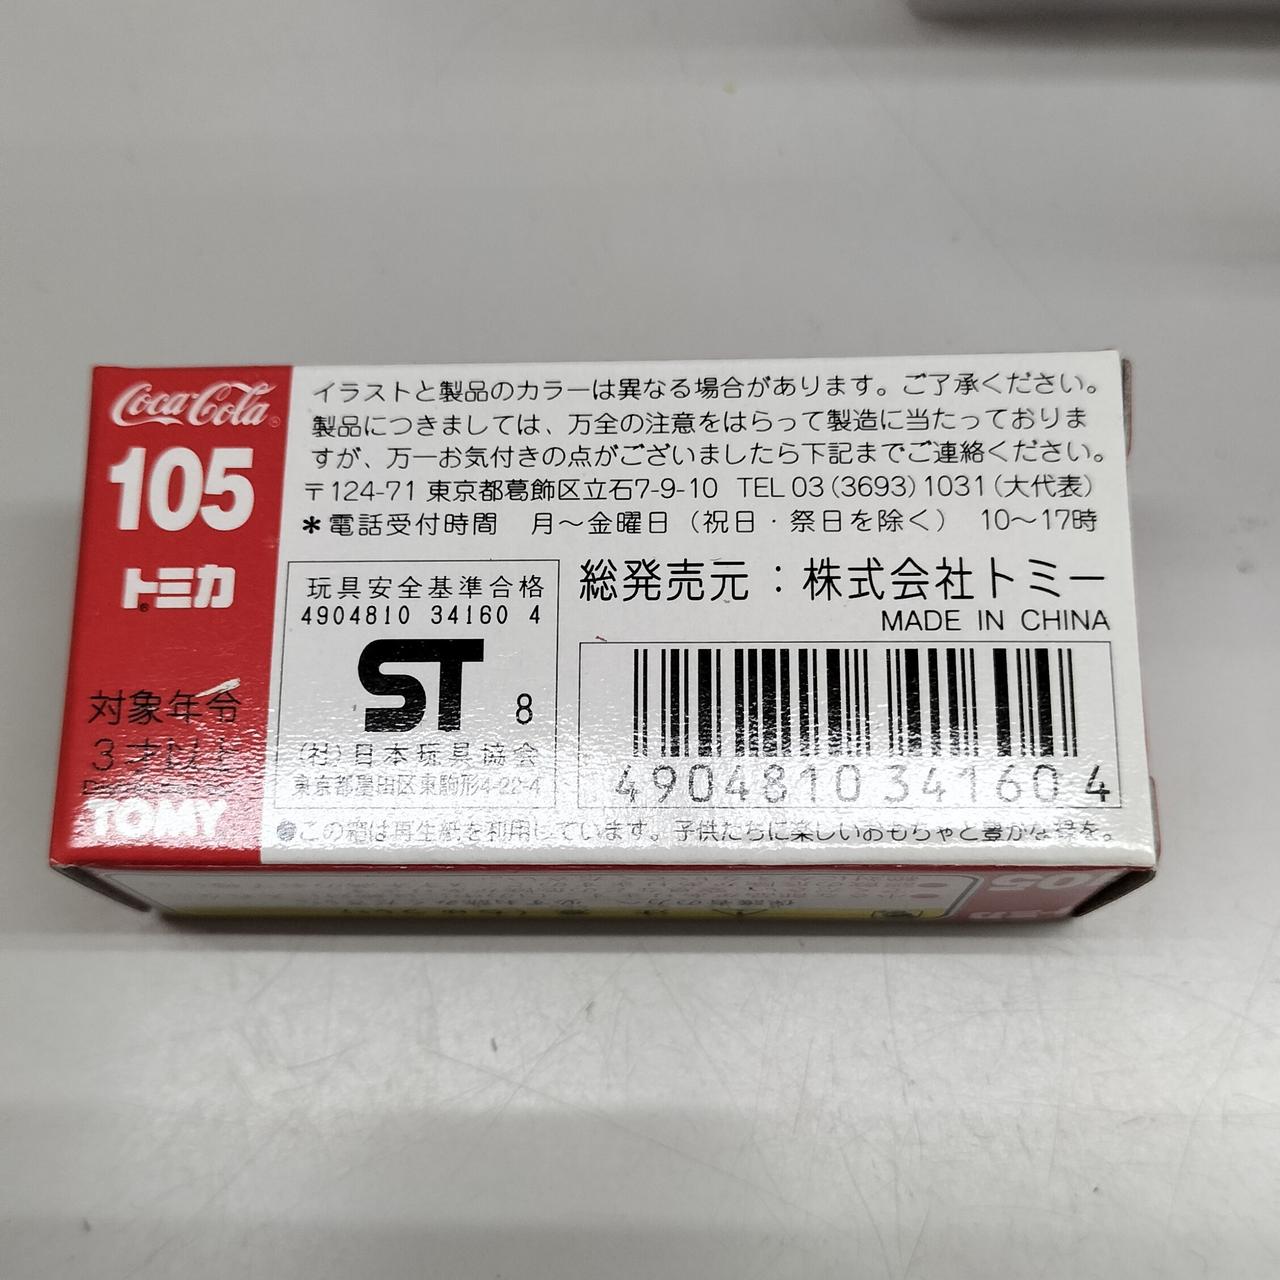 Coca-Cola®
105
トミカ®
対象年令
3才以上
TOMY
イラストと製品のカラーは異なる場合があります。ご了承ください。
製品につきましては、万全の注意をはらって製造に当たっておりま
すが、万一お気付きの点がございましたら下記までご連絡ください。
〒124-71 東京都葛飾区立石7-9-10 TEL 03(3693)1031(大代表)
＊電話受付時間 月〜金曜日（祝日・祭日を除く） 10〜17時
玩具安全基準合格
4904810 34160 4
ST 8
(社)日本玩具協会
東京都墨田区東駒形4-22-4
総発売元：株式会社トミー
MADE IN CHINA
4904810341604
●この箱は再生紙を利用しています。子供たちに楽しいおもちゃと豊かな緑を。
105